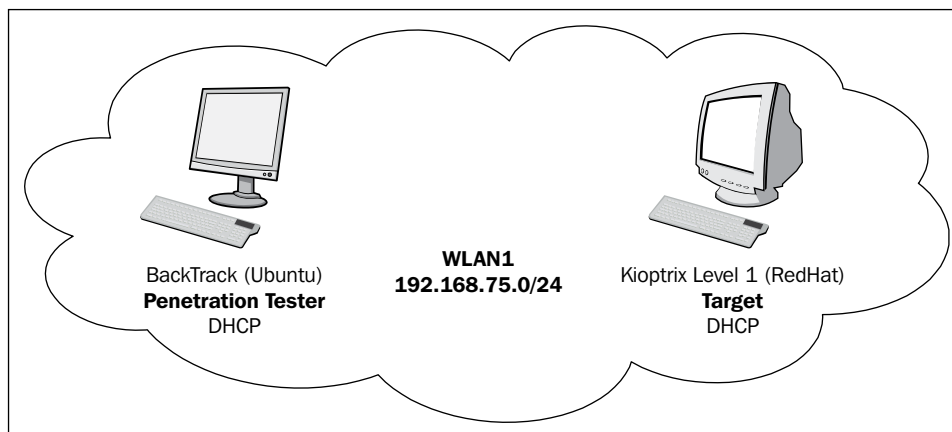 BackTrack (Ubuntu)
Penetration Tester
DHCP
WLAN1
192.168.75.0/24
Kioptrix Level 1 (RedHat)
Target
DHCP